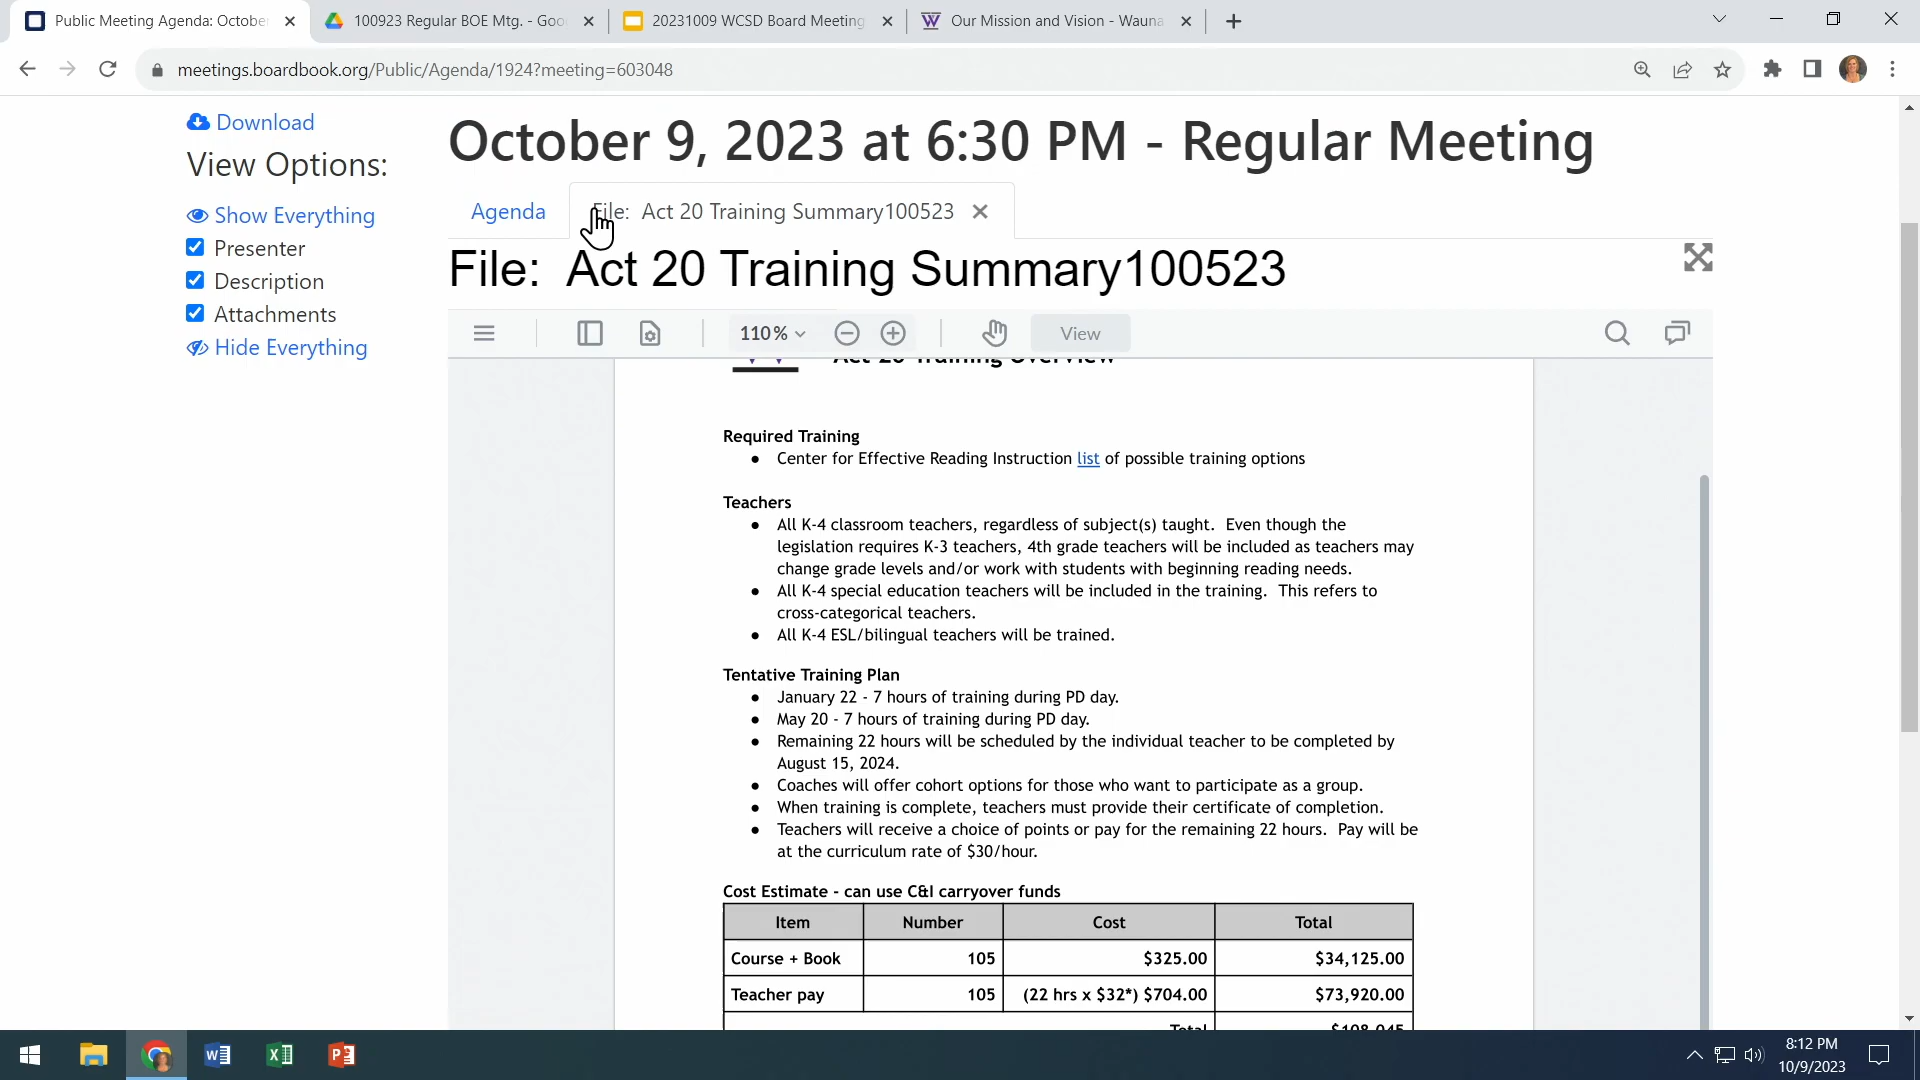 Public Meeting Agenda: Octobe
100923 Regular BOE Mtg. - Goo
20231009 WCSD Board Meeting
Our Mission and Vision - Wauna
meetings.boardbook.org/Public/Agenda/1924?meeting=603048
Download
View Options:
Show Everything
Presenter
Description
Attachments
Hide Everything
October 9, 2023 at 6:30 PM - Regular Meeting
Agenda
File: Act 20 Training Summary100523
File: Act 20 Training Summary100523
110%
View
Act 20 Training Overview
Required Training
● Center for Effective Reading Instruction list of possible training options
Teachers
● All K-4 classroom teachers, regardless of subject(s) taught. Even though the
legislation requires K-3 teachers, 4th grade teachers will be included as teachers may
change grade levels and/or work with students with beginning reading needs.
● All K-4 special education teachers will be included in the training. This refers to
cross-categorical teachers.
● All K-4 ESL/bilingual teachers will be trained.
Tentative Training Plan
● January 22 - 7 hours of training during PD day.
● May 20 - 7 hours of training during PD day.
● Remaining 22 hours will be scheduled by the individual teacher to be completed by
August 15, 2024.
● Coaches will offer cohort options for those who want to participate as a group.
● When training is complete, teachers must provide their certificate of completion.
● Teachers will receive a choice of points or pay for the remaining 22 hours. Pay will be
at the curriculum rate of $30/hour.
Cost Estimate - can use C&I carryover funds
Item Number Cost Total
Course + Book 105 $325.00 $34,125.00
Teacher pay 105 (22 hrs x $32*) $704.00 $73,920.00
Total $108,045
8:12 PM
10/9/2023